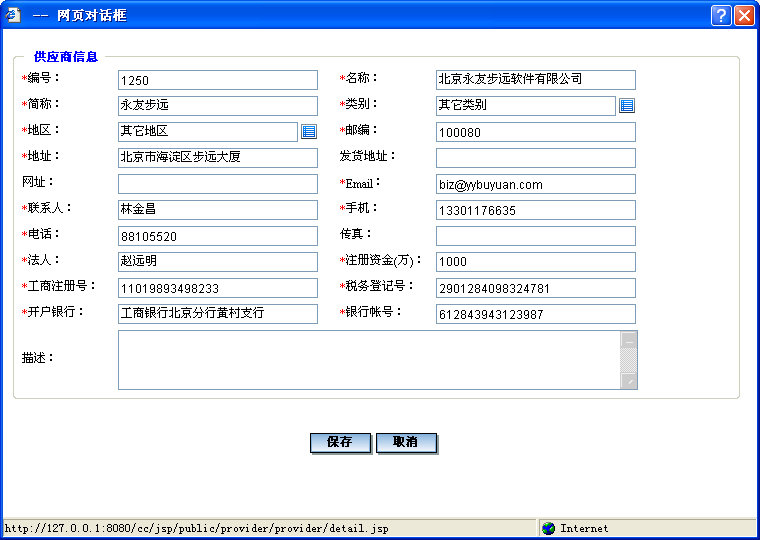 -- 网页对话框
供应商信息
*编号： 1250 *名称： 北京永友步远软件有限公司
*简称： 永友步远 *类别： 其它类别
*地区： 其它地区 *邮编： 100080
*地址： 北京市海淀区步远大厦 发货地址：
网址： *Email： biz@yybuyuan.com
*联系人： 林金昌 *手机： 13301176635
*电话： 88105520 传真：
*法人： 赵远明 *注册资金(万)： 1000
*工商注册号： 11019893498233 *税务登记号： 2901284098324781
*开户银行： 工商银行北京分行黄村支行 *银行帐号： 612843943123987
描述：
保存 取消
http://127.0.0.1:8080/cc/jsp/public/provider/provider/detail.jsp Internet